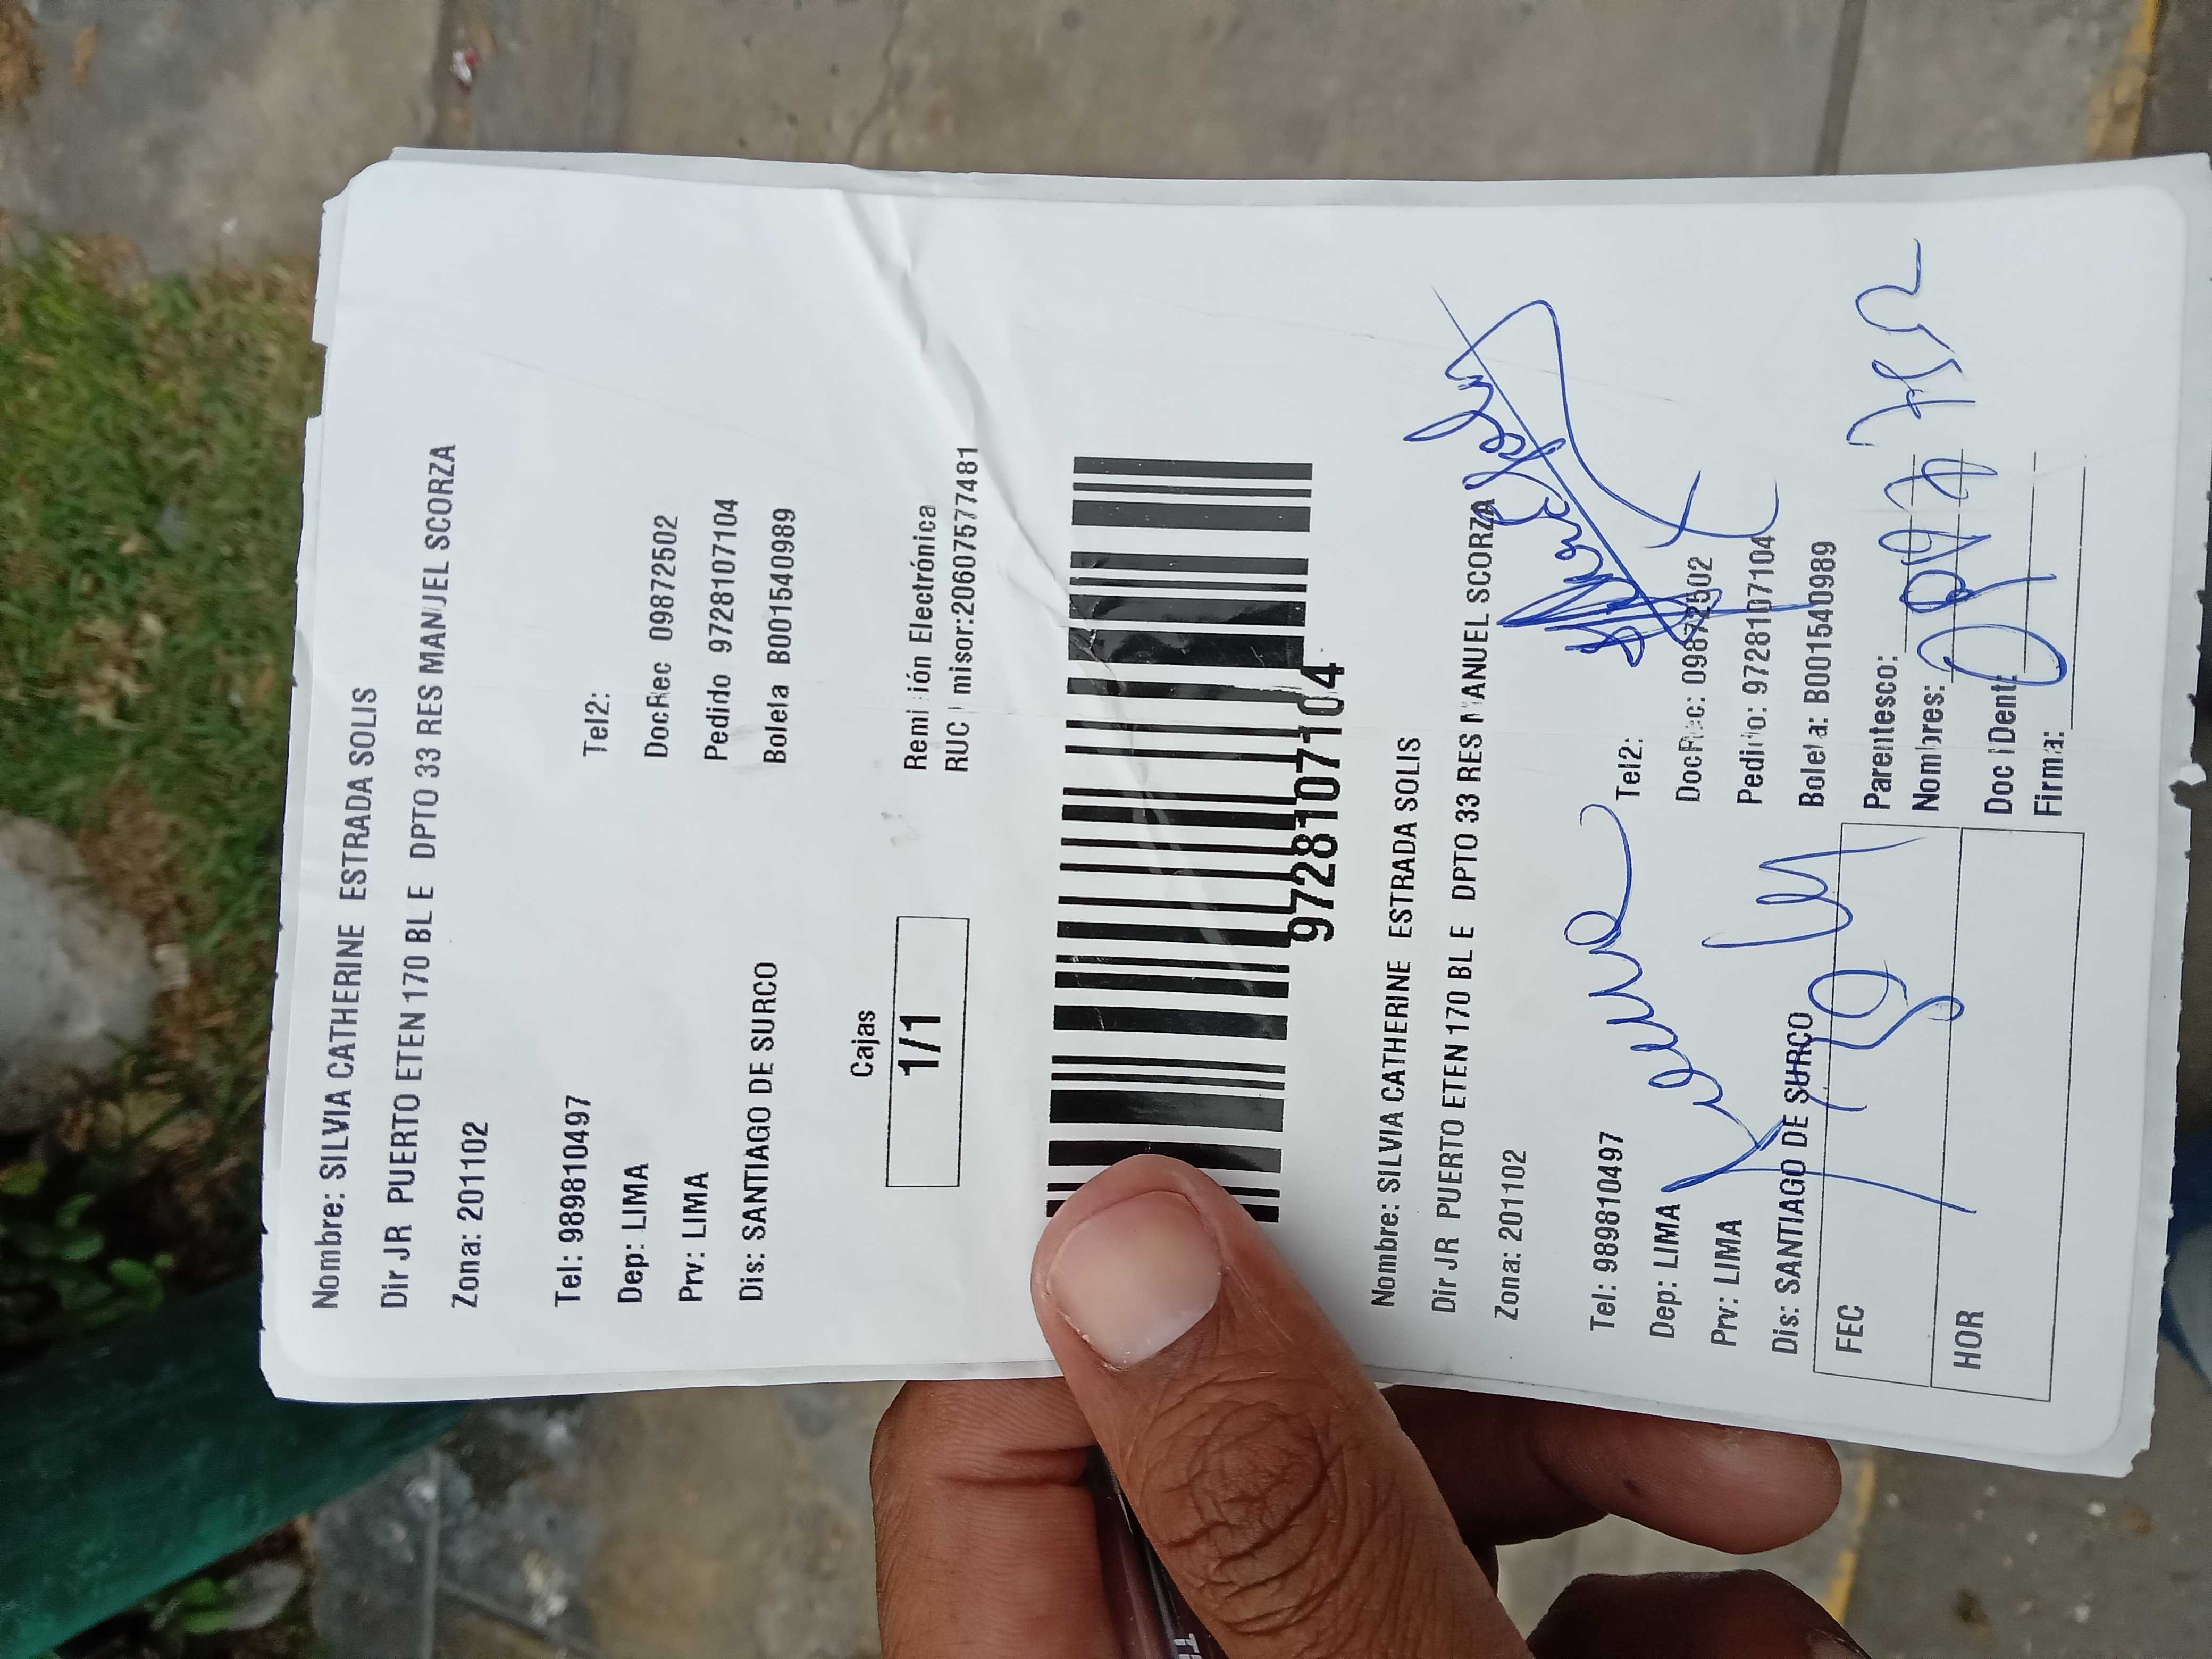 Nombre: SILVIA CATHERINE ESTRADA SOLIS
Dir JR PUERTO ETEN 170 BL E DPTO 33 RES MANUEL SCORZA
Zona: 201102
Tel: 989810497
Tel2:
Dep: LIMA
DocRec 09872502
Prv: LIMA
Pedido 9728107104
Dis: SANTIAGO DE SURCO
Boleta B001540989
Cajas
1/1
Remisión Electrónica
RUC Emisor:20607577481
9728107104
Nombre: SILVIA CATHERINE ESTRADA SOLIS
Dir JR PUERTO ETEN 170 BL E DPTO 33 RES MANUEL SCORZA
Zona: 201102
Tel: 989810497
Tel2:
Dep: LIMA
DocRec: 09872502
Prv: LIMA
Pedido: 9728107104
Dis: SANTIAGO DE SURCO
Boleta: B001540989
FEC
Parentesco:
Nombres:
HOR
Doc IDent:
Firma: